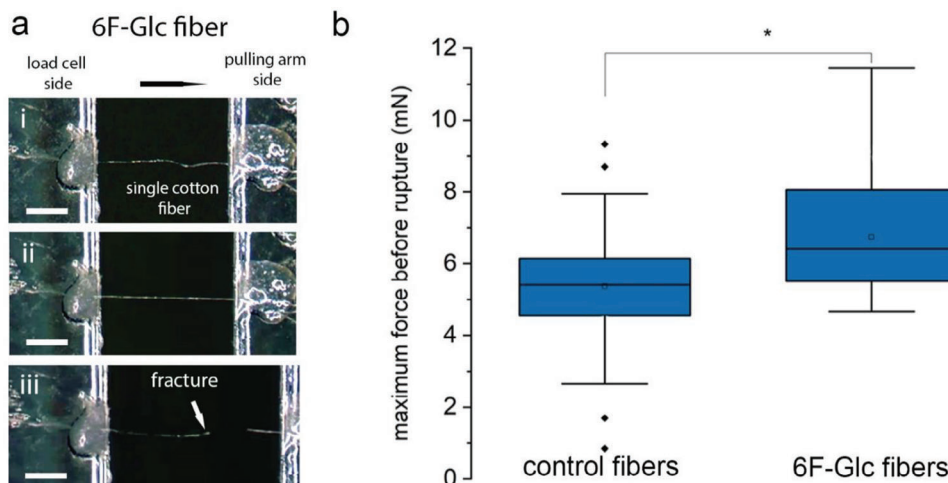 a
6F-Glc fiber
load cell
side
pulling arm
side
i
single cotton
fiber
ii
iii
fracture
b
maximum force before rupture (mN)
12
10
8
6
4
2
0
*
control fibers
6F-Glc fibers